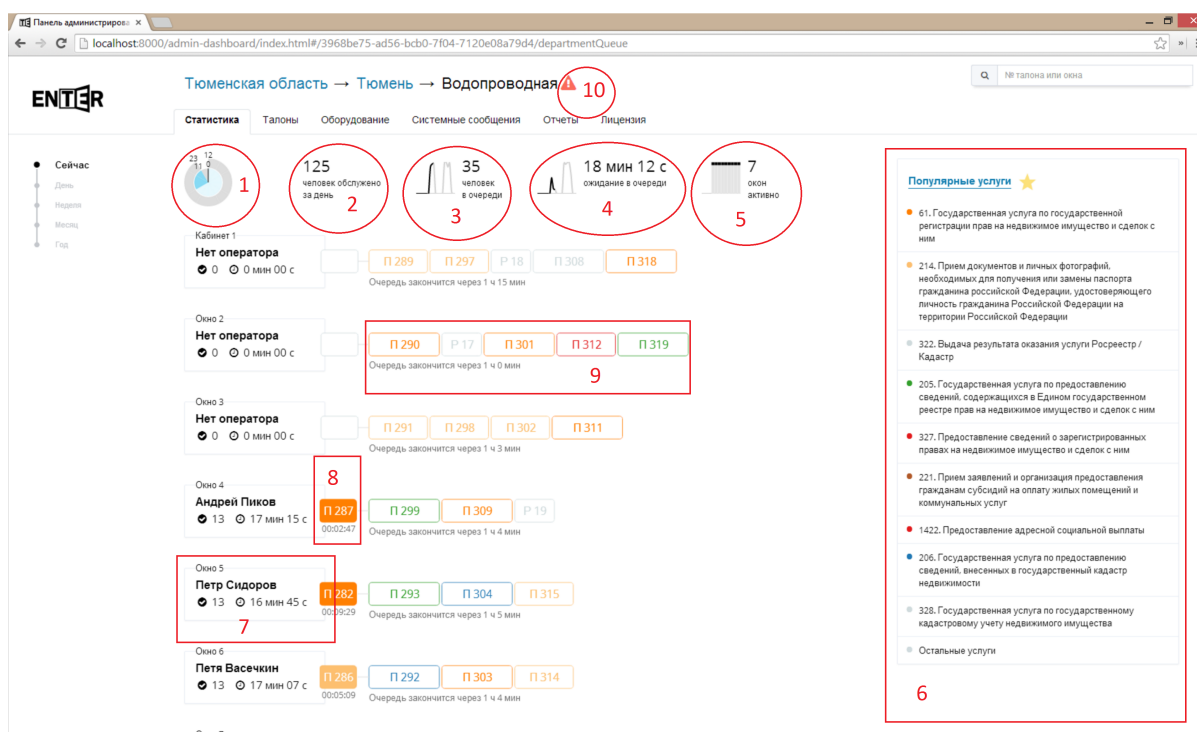 Панель администрирова
localhost:8000/admin-dashboard/index.html#/3968be75-ad56-bcb0-7f04-7120e08a79d4/departmentQueue
ENTER
Тюменская область → Тюмень → Водопроводная
10
№ талона или окна
Статистика Талоны Оборудование Системные сообщения Отчеты Лицензия
Сейчас
День
Неделя
Месяц
Год
23 12
11 0
1
125
человек обслужено
за день
2
35
человек
в очереди
3
18 мин 12 с
ожидание в очереди
4
7
окон
активно
5
Кабинет 1
Нет оператора
0 0 мин 00 с
П 289 П 297 Р 18 П 308 П 318
Очередь закончится через 1 ч 15 мин
Окно 2
Нет оператора
0 0 мин 00 с
П 290 Р 17 П 301 П 312 П 319
Очередь закончится через 1 ч 0 мин
9
Окно 3
Нет оператора
0 0 мин 00 с
П 291 П 298 П 302 П 311
Очередь закончится через 1 ч 3 мин
8
Окно 4
Андрей Пиков
13 17 мин 15 с
П 287
00:02:47
П 299 П 309 Р 19
Очередь закончится через 1 ч 4 мин
Окно 5
Петр Сидоров
13 16 мин 45 с
7
П 282
00:09:29
П 293 П 304 П 315
Очередь закончится через 1 ч 5 мин
Окно 6
Петя Васечкин
13 17 мин 07 с
П 286
00:05:09
П 292 П 303 П 314
Очередь закончится через 1 ч 4 мин
Популярные услуги
61. Государственная услуга по государственной
регистрации прав на недвижимое имущество и сделок с
ним
214. Прием документов и личных фотографий,
необходимых для получения или замены паспорта
гражданина российской Федерации, удостоверяющего
личность гражданина Российской Федерации на
территории Российской Федерации
322. Выдача результата оказания услуги Росреестр /
Кадастр
205. Государственная услуга по предоставлению
сведений, содержащихся в Едином государственном
реестре прав на недвижимое имущество и сделок с ним
327. Предоставление сведений о зарегистрированных
правах на недвижимое имущество и сделок с ним
221. Прием заявлений и организация предоставления
гражданам субсидий на оплату жилых помещений и
коммунальных услуг
1422. Предоставление адресной социальной выплаты
206. Государственная услуга по предоставлению
сведений, внесенных в государственный кадастр
недвижимости
328. Государственная услуга по государственному
кадастровому учету недвижимого имущества
Остальные услуги
6